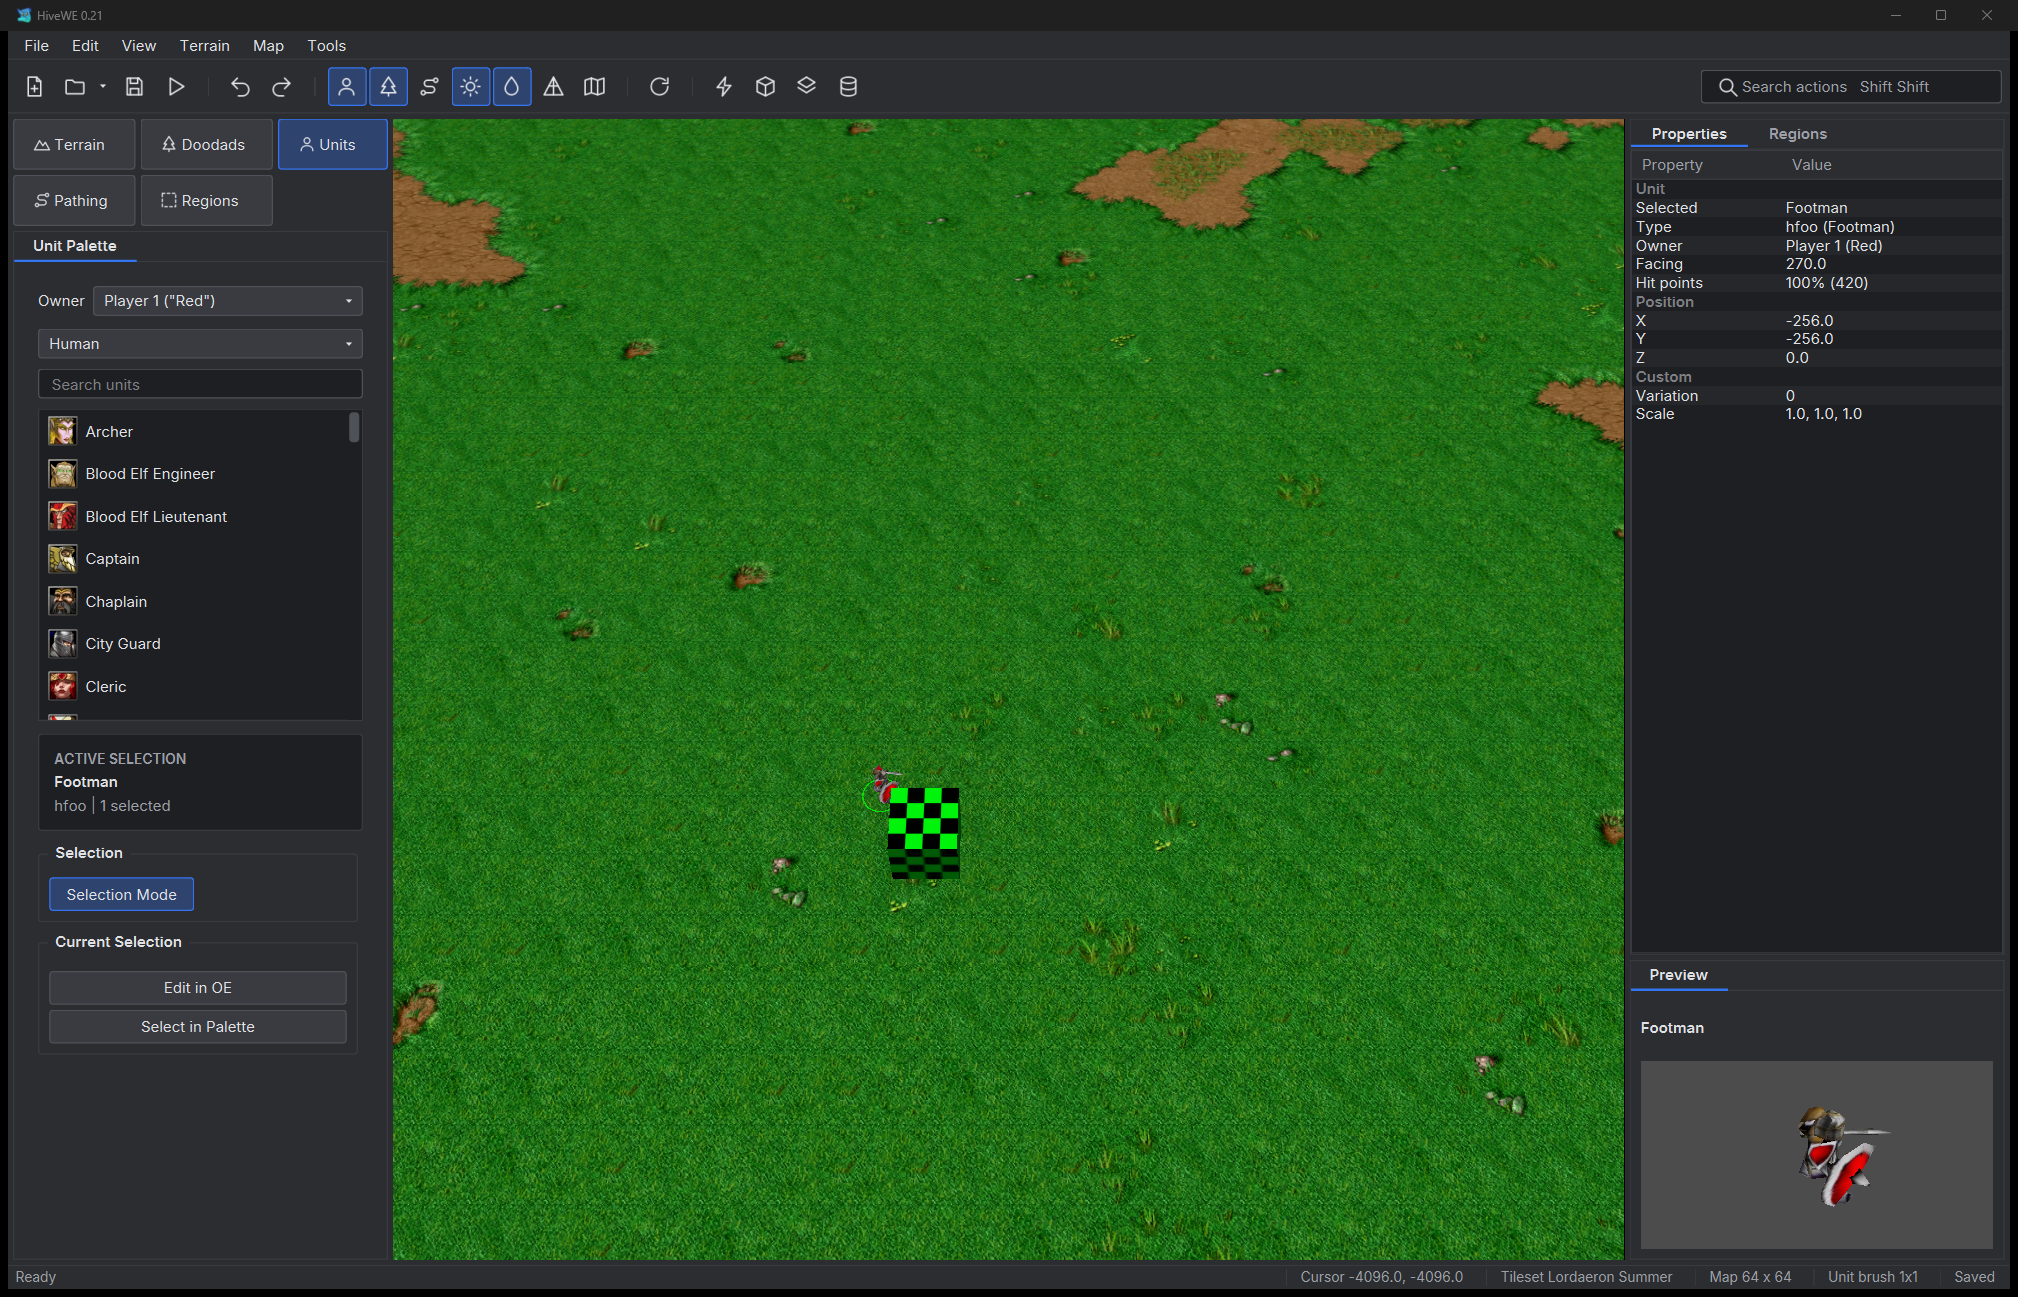 HiveWE 0.21
File Edit View Terrain Map Tools
Search actions Shift Shift
Terrain Doodads Units
Pathing Regions
Unit Palette
Owner Player 1 ("Red")
Human
Search units
Archer
Blood Elf Engineer
Blood Elf Lieutenant
Captain
Chaplain
City Guard
Cleric
ACTIVE SELECTION
Footman
hfoo | 1 selected
Selection
Selection Mode
Current Selection
Edit in OE
Select in Palette
Properties Regions
Property Value
Unit
Selected Footman
Type hfoo (Footman)
Owner Player 1 (Red)
Facing 270.0
Hit points 100% (420)
Position
X -256.0
Y -256.0
Z 0.0
Custom
Variation 0
Scale 1.0, 1.0, 1.0
Preview
Footman
Ready Cursor -4096.0, -4096.0 Tileset Lordaeron Summer Map 64 x 64 Unit brush 1x1 Saved